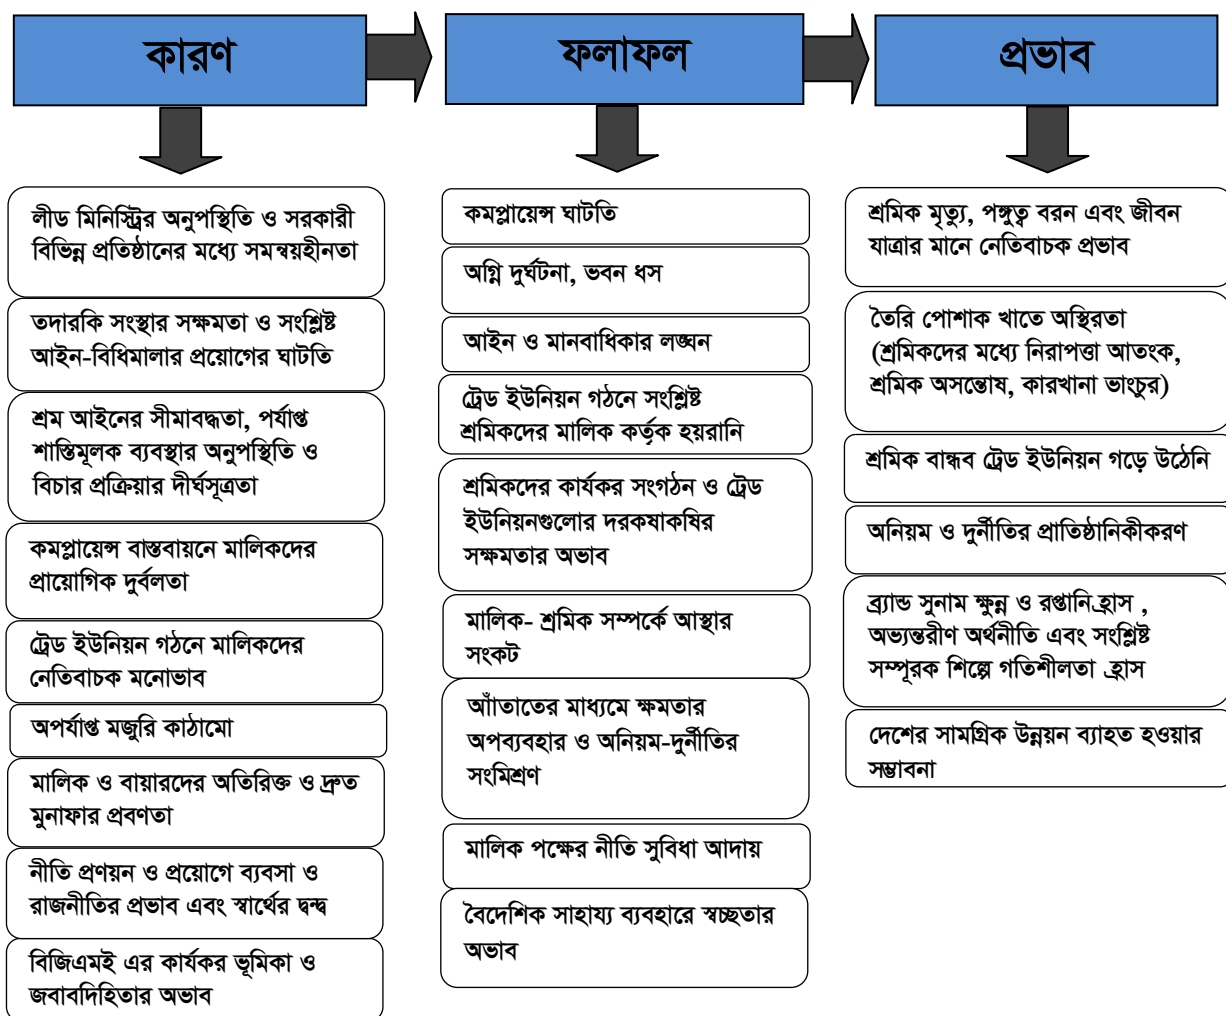 কারণ
ফলাফল
প্রভাব
লীড মিনিস্ট্রির অনুপস্থিতি ও সরকারী
বিভিন্ন প্রতিষ্ঠানের মধ্যে সমন্বয়হীনতা
তদারকি সংস্থার সক্ষমতা ও সংশ্লিষ্ট
আইন-বিধিমালার প্রয়োগের ঘাটতি
শ্রম আইনের সীমাবদ্ধতা, পর্যাপ্ত
শাস্তিমূলক ব্যবস্থার অনুপস্থিতি ও
বিচার প্রক্রিয়ার দীর্ঘসূত্রতা
কমপ্লায়েন্স বাস্তবায়নে মালিকদের
প্রায়োগিক দুর্বলতা
ট্রেড ইউনিয়ন গঠনে মালিকদের
নেতিবাচক মনোভাব
অপর্যাপ্ত মজুরি কাঠামো
মালিক ও বায়ারদের অতিরিক্ত ও দ্রুত
মুনাফার প্রবণতা
নীতি প্রণয়ন ও প্রয়োগে ব্যবসা ও
রাজনীতির প্রভাব এবং স্বার্থের দ্বন্দ্ব
বিজিএমই এর কার্যকর ভূমিকা ও
জবাবদিহিতার অভাব
কমপ্লায়েন্স ঘাটতি
অগ্নি দুর্ঘটনা, ভবন ধস
আইন ও মানবাধিকার লঙ্ঘন
ট্রেড ইউনিয়ন গঠনে সংশ্লিষ্ট
শ্রমিকদের মালিক কর্তৃক হয়রানি
শ্রমিকদের কার্যকর সংগঠন ও ট্রেড
ইউনিয়নগুলোর দরকষাকষির
সক্ষমতার অভাব
মালিক- শ্রমিক সম্পর্কে আস্থার
সংকট
আঁাতাতের মাধ্যমে ক্ষমতার
অপব্যবহার ও অনিয়ম-দুর্নীতির
সংমিশ্রণ
মালিক পক্ষের নীতি সুবিধা আদায়
বৈদেশিক সাহায্য ব্যবহারে স্বচ্ছতার
অভাব
শ্রমিক মৃত্যু, পঙ্গুত্ব বরন এবং জীবন
যাত্রার মানে নেতিবাচক প্রভাব
তৈরি পোশাক খাতে অস্থিরতা
(শ্রমিকদের মধ্যে নিরাপত্তা আতংক,
শ্রমিক অসন্তোষ, কারখানা ভাংচুর)
শ্রমিক বান্ধব ট্রেড ইউনিয়ন গড়ে উঠেনি
অনিয়ম ও দুর্নীতির প্রাতিষ্ঠানিকীকরণ
ব্র্যান্ড সুনাম ক্ষুন্ন ও রপ্তানি হ্রাস ,
অভ্যন্তরীণ অর্থনীতি এবং সংশ্লিষ্ট
সম্পূরক শিল্পে গতিশীলতা হ্রাস
দেশের সামগ্রিক উন্নয়ন ব্যাহত হওয়ার
সম্ভাবনা